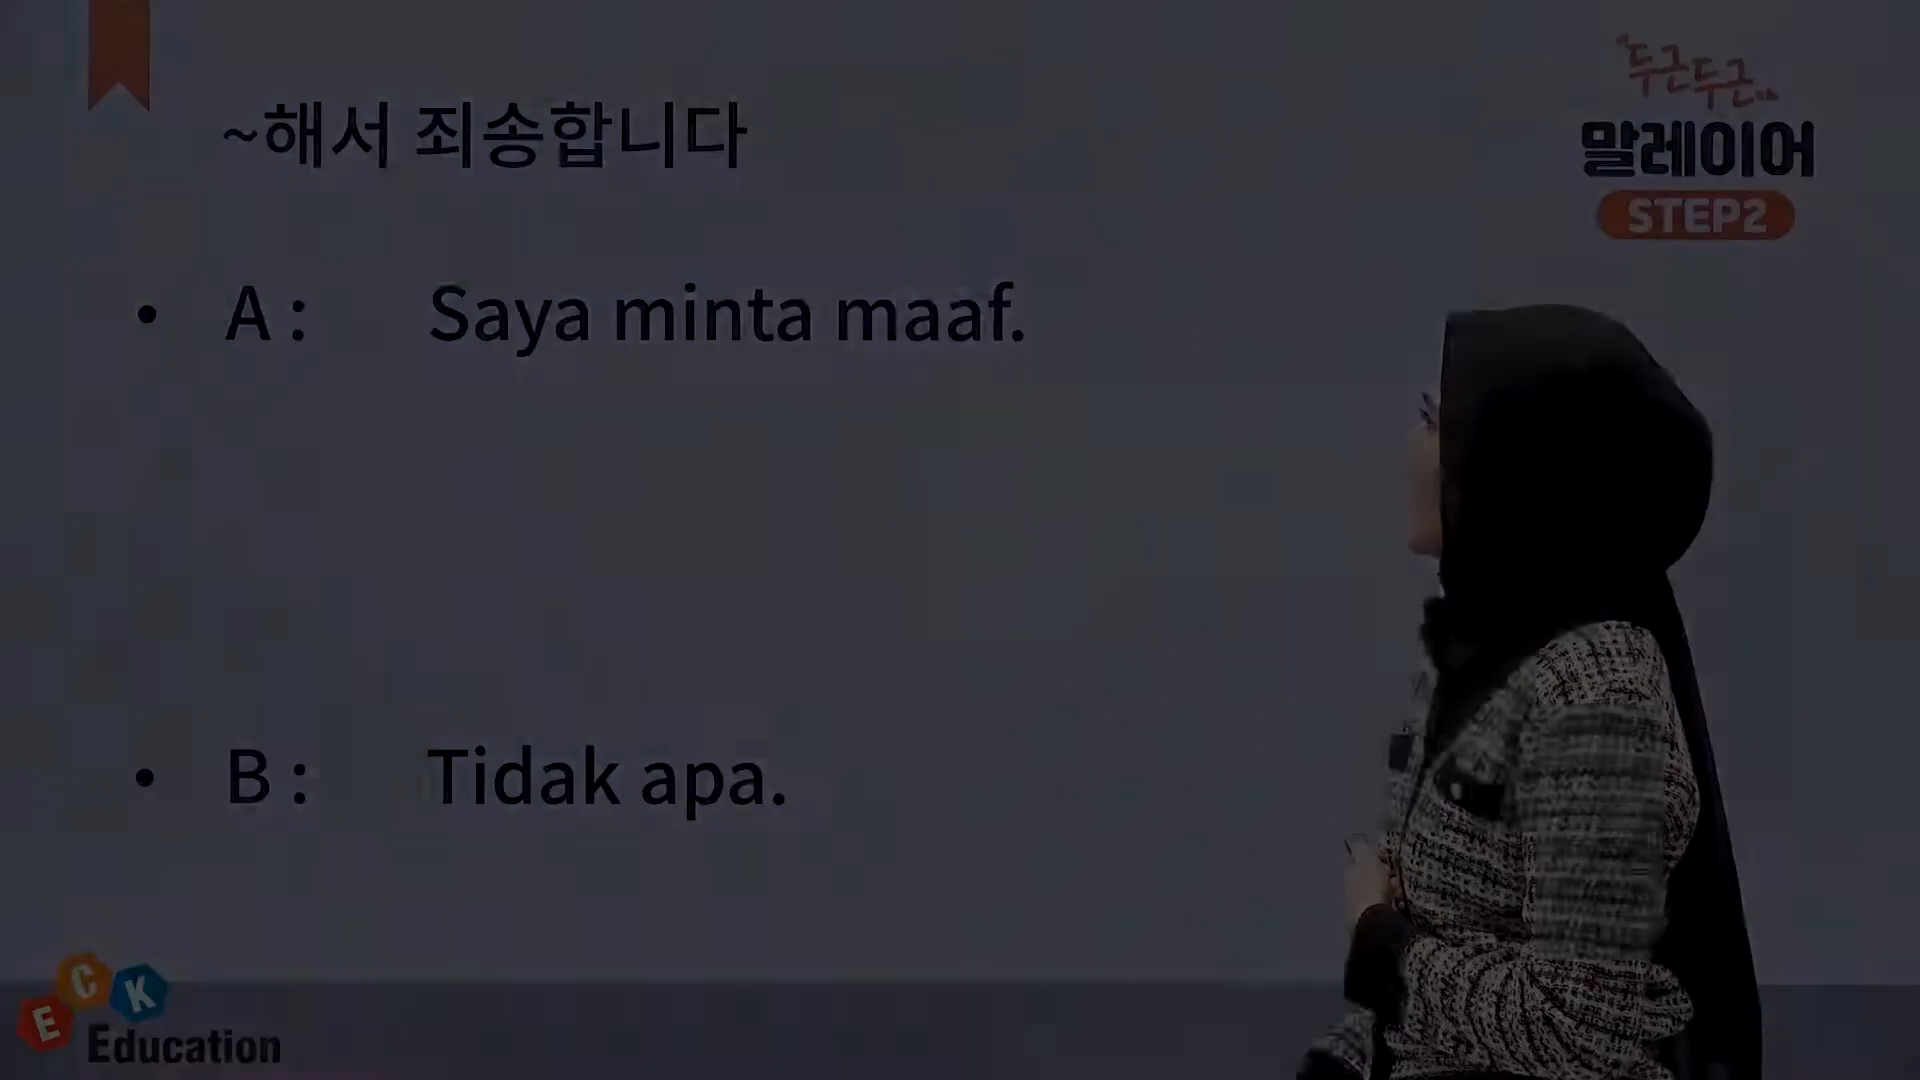 ~해서 죄송합니다
두근두근
말레이어
STEP2
• A : Saya minta maaf.
• B : Tidak apa.
ECK
Education